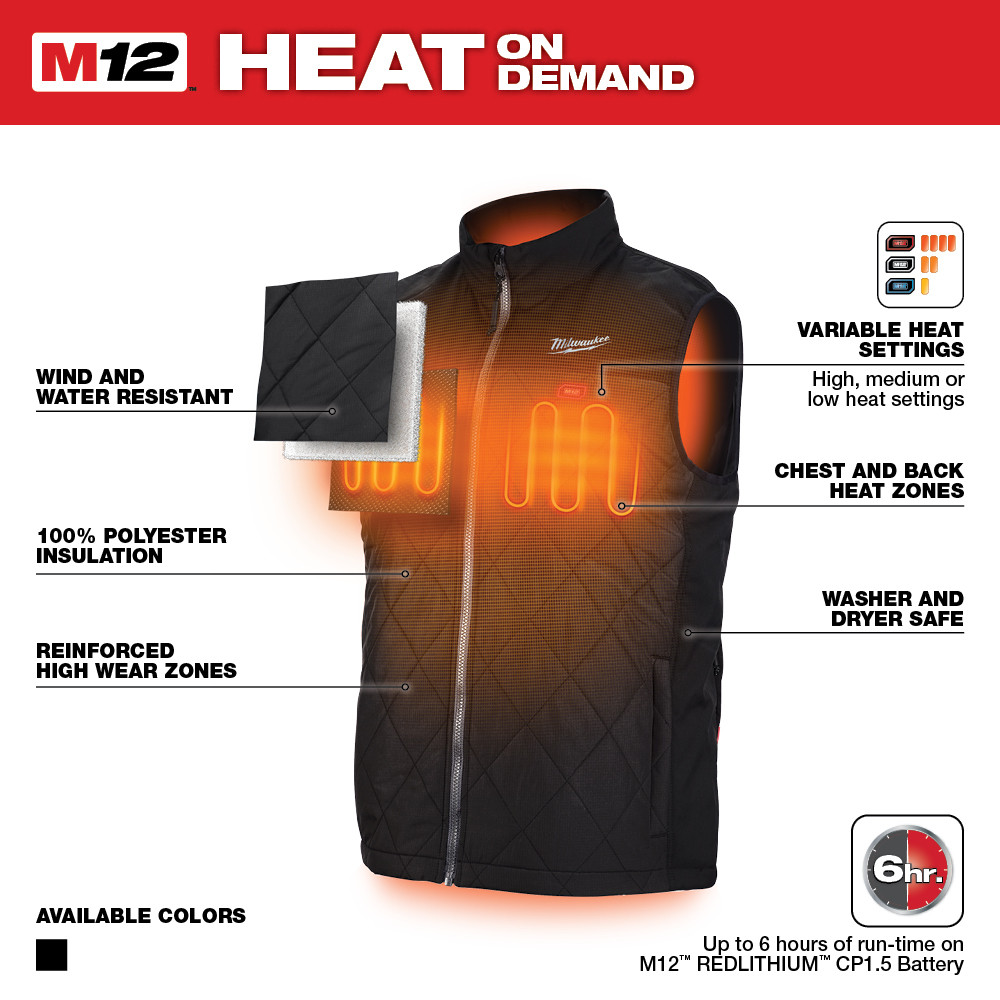 M12™ HEAT ON DEMAND
Milwaukee
WIND AND
WATER RESISTANT
100% POLYESTER
INSULATION
REINFORCED
HIGH WEAR ZONES
VARIABLE HEAT
SETTINGS
High, medium or
low heat settings
CHEST AND BACK
HEAT ZONES
WASHER AND
DRYER SAFE
AVAILABLE COLORS
6hr.
Up to 6 hours of run-time on
M12™ REDLITHIUM™ CP1.5 Battery